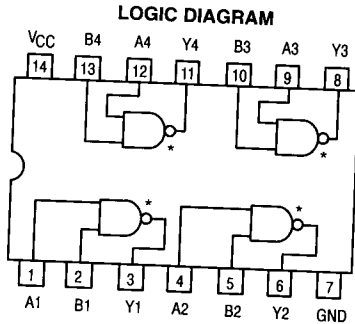 LOGIC DIAGRAM
VCC B4 A4 Y4 B3 A3 Y3
14 13 12 11 10 9 8
* *
* *
1 2 3 4 5 6 7
A1 B1 Y1 A2 B2 Y2 GND